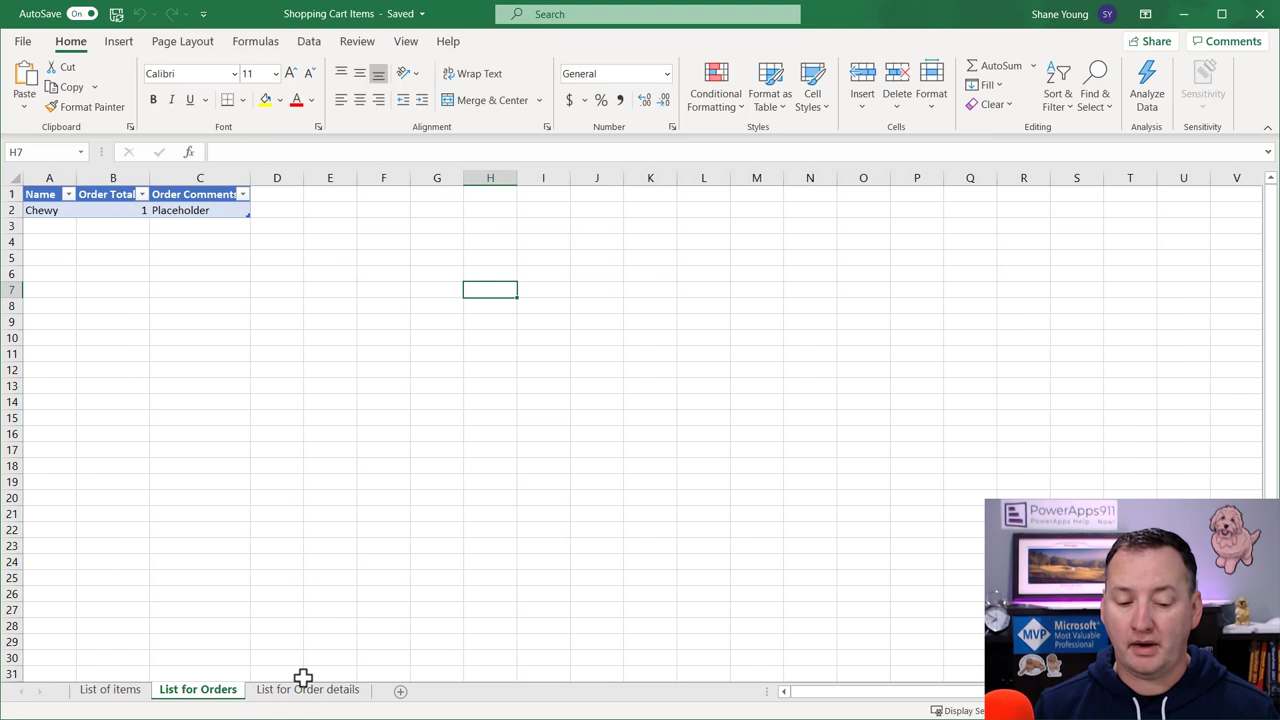 AutoSave On Shopping Cart Items - Saved Search Shane Young SY
File Home Insert Page Layout Formulas Data Review View Help Share Comments
Paste Cut Copy Format Painter
Clipboard
Calibri 11
B I U A
Font
Wrap Text
Merge & Center
Alignment
General
$ % ,
Number
Conditional Formatting Format as Table Cell Styles
Styles
Insert Delete Format
Cells
AutoSum
Fill
Clear
Sort & Filter Find & Select
Editing
Analyze Data
Analysis
Sensitivity
Sensitivity
H7 fx
A B C D E F G H I J K L M N O P Q R S T U V
1 Name Order Total Order Comments
2 Chewy 1 Placeholder
3
4
5
6
7
8
9
10
11
12
13
14
15
16
17
18
19
20
21
22
23
24
25
26
27
28
29
30
31
PowerApps911
PowerApps Help.. Now!
Microsoft
MVP Most Valuable
Professional
List of items List for Orders List for Order details
Display Se